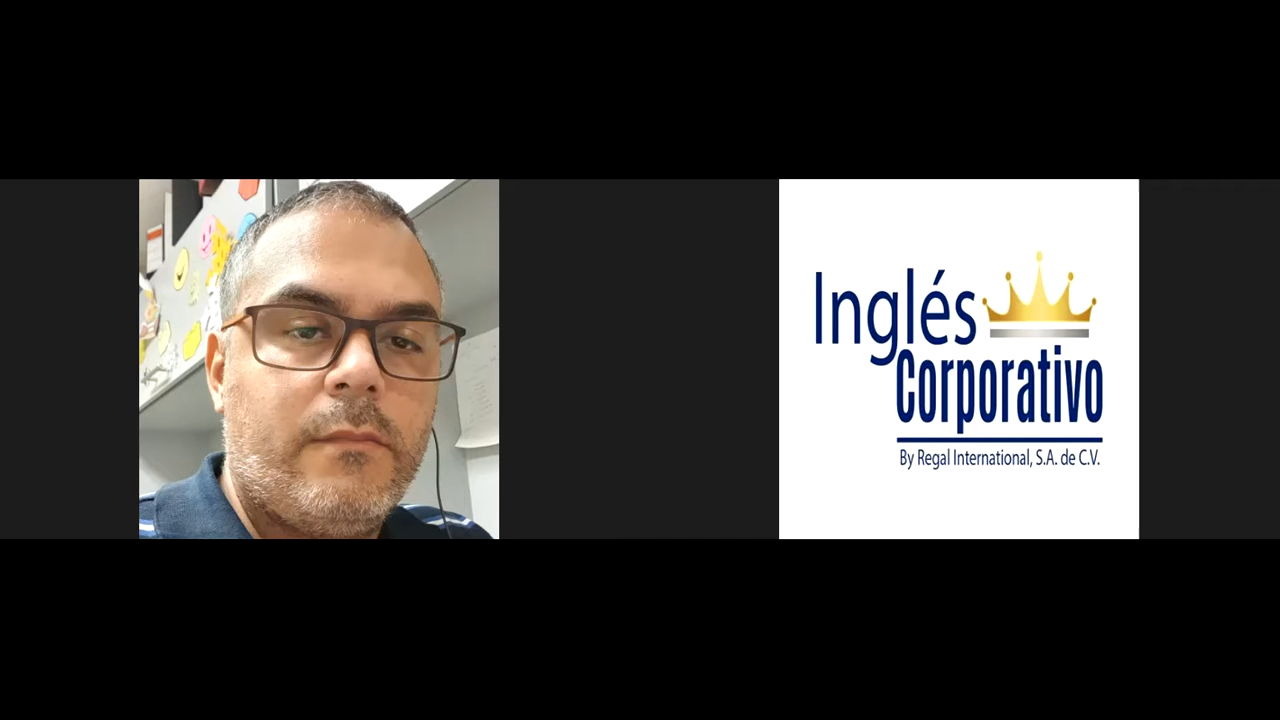 Inglés
Corporativo
By Regal International, S.A. de C.V.